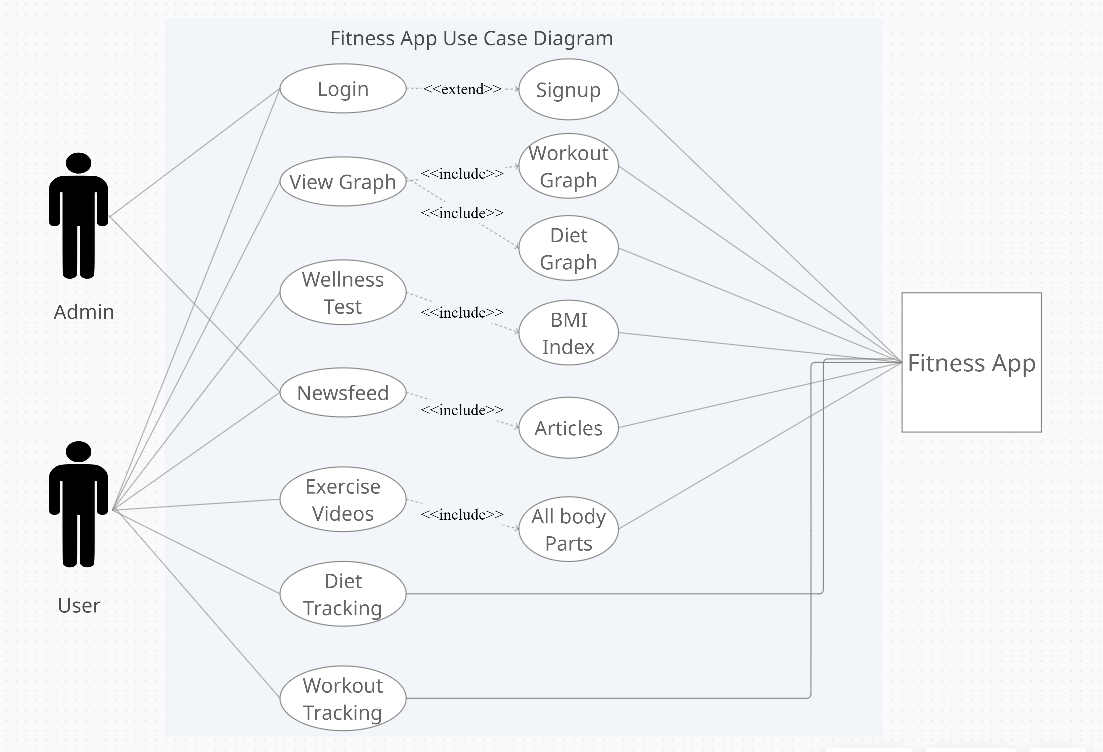 Fitness App Use Case Diagram
Login
<<extend>>
Signup
View Graph
<<include>>
Workout
Graph
<<include>>
Diet
Graph
Wellness
Test
<<include>>
BMI
Index
Admin
Fitness App
Newsfeed
<<include>>
Articles
Exercise
Videos
<<include>>
All body
Parts
Diet
Tracking
User
Workout
Tracking